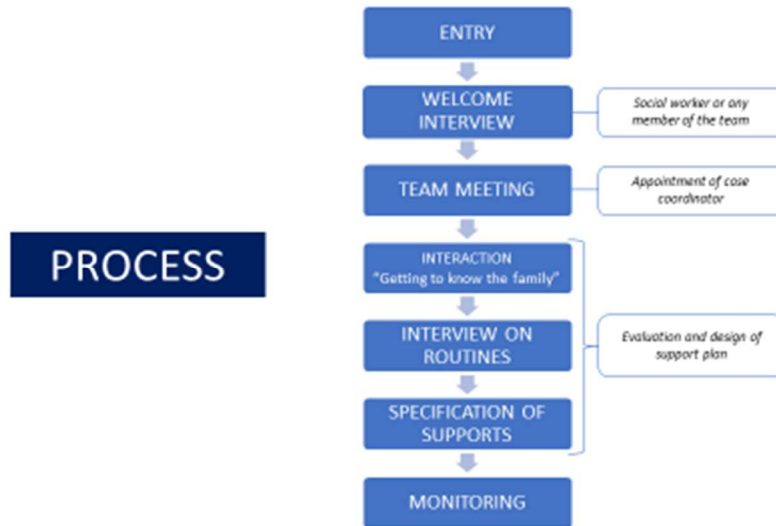 PROCESS
ENTRY
WELCOME
INTERVIEW
Social worker or any
member of the team
TEAM MEETING
Appointment of case
coordinator
INTERACTION
"Getting to know the family"
INTERVIEW ON
ROUTINES
Evaluation and design of
support plan
SPECIFICATION OF
SUPPORTS
MONITORING